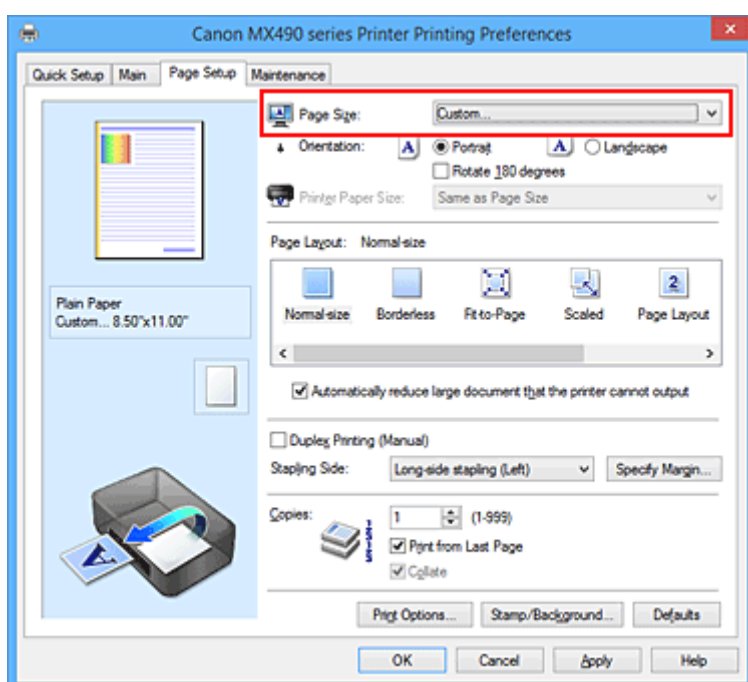 Canon MX490 series Printer Printing Preferences
Quick Setup Main Page Setup Maintenance
Page Size: Custom...
Orientation: A Portrait A Landscape
Rotate 180 degrees
Printer Paper Size: Same as Page Size
Page Layout: Normal-size
2
Normal-size Borderless Fit-to-Page Scaled Page Layout
Plain Paper
Custom... 8.50"x11.00"
Automatically reduce large document that the printer cannot output
Duplex Printing (Manual)
Stapling Side: Long-side stapling (Left) Specify Margin...
Copies: 1 (1-999)
Print from Last Page
Collate
A
Print Options... Stamp/Background... Defaults
OK Cancel Apply Help